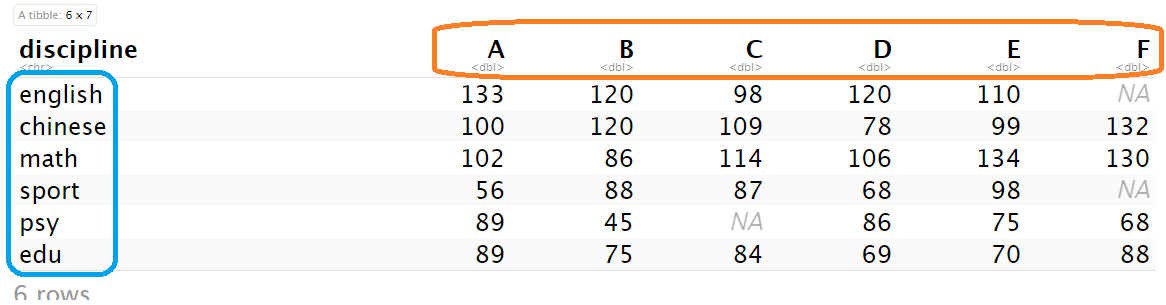 A tibble: 6 x 7
discipline A B C D E F
<chr> <dbl> <dbl> <dbl> <dbl> <dbl> <dbl>
english 133 120 98 120 110 NA
chinese 100 120 109 78 99 132
math 102 86 114 106 134 130
sport 56 88 87 68 98 NA
psy 89 45 NA 86 75 68
edu 89 75 84 69 70 88
6 rows